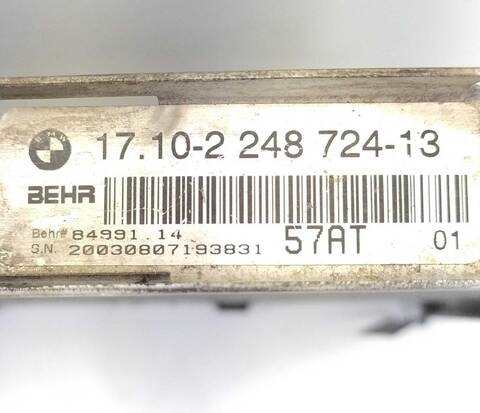 17.10-2 248 724-13
BEHR
Behr# 84991.14
S.N. 20030807193831
57AT
01